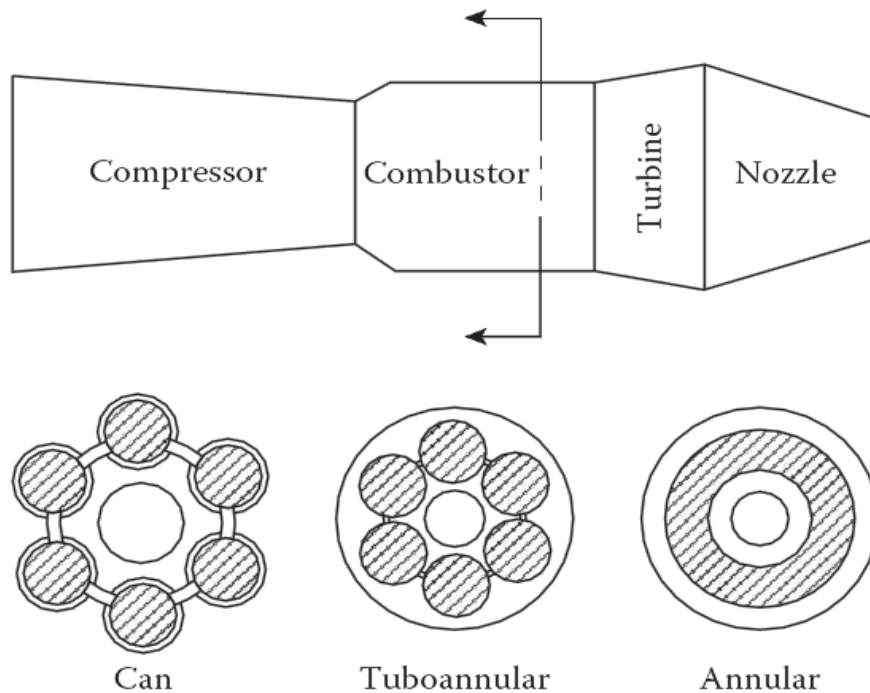 Compressor
Combustor
Turbine
Nozzle
Can
Tuboannular
Annular